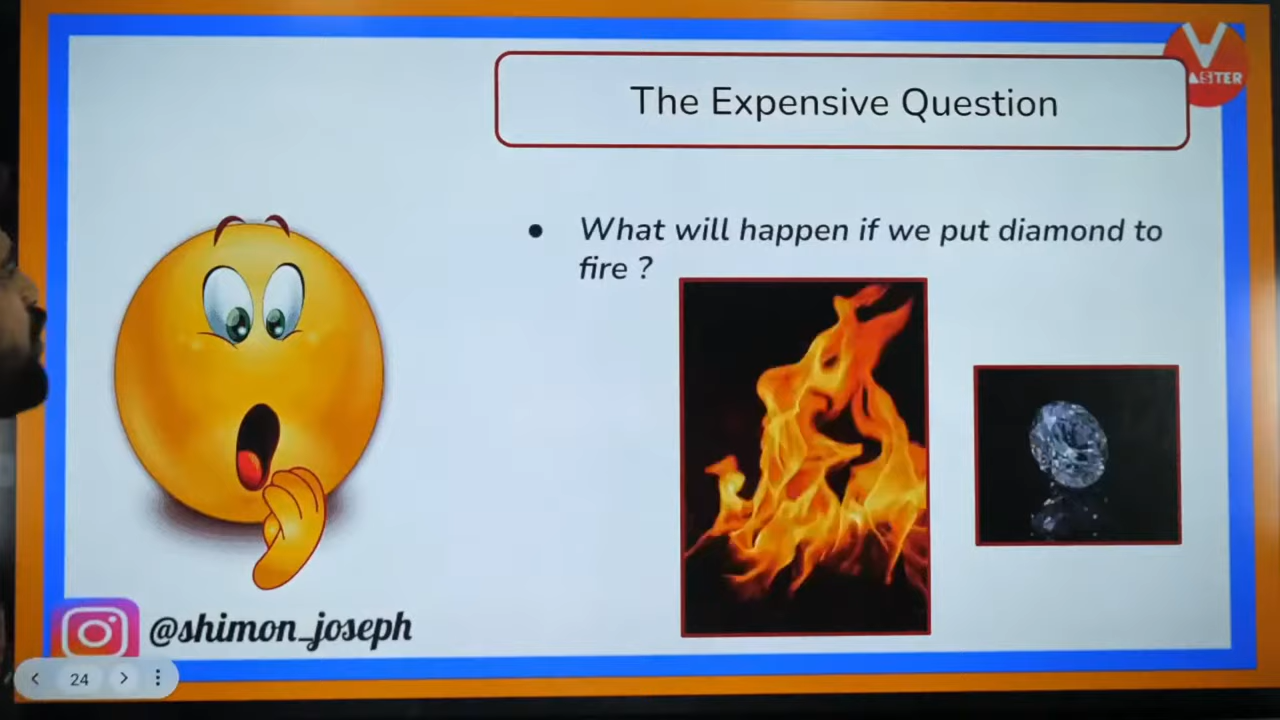 The Expensive Question
● What will happen if we put diamond to
fire ?
@shimon_joseph
24